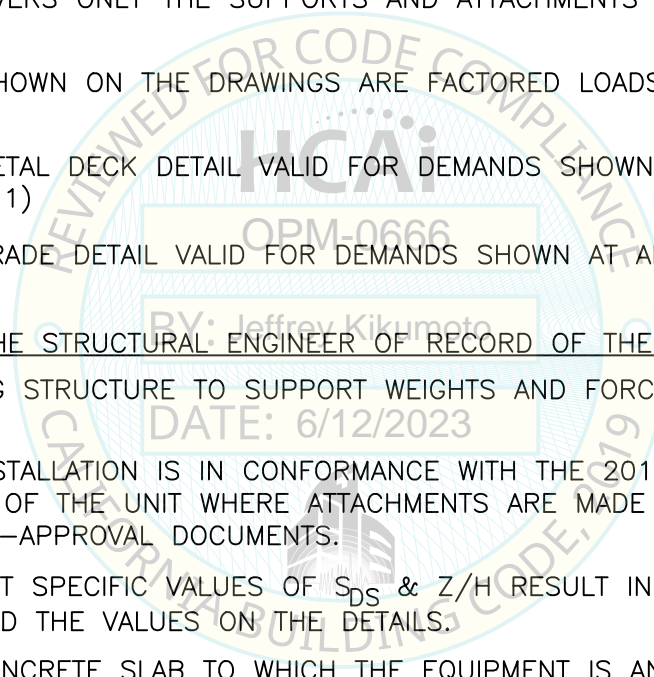 ERS ONLY THE SUPPORTS AND ATTACHMENTS
HOWN ON THE DRAWINGS ARE FACTORED LOADS
ETAL DECK DETAIL VALID FOR DEMANDS SHOWN
1)
RADE DETAIL VALID FOR DEMANDS SHOWN AT
HE STRUCTURAL ENGINEER OF RECORD OF THE
G STRUCTURE TO SUPPORT WEIGHTS AND FORC
STALLATION IS IN CONFORMANCE WITH THE 201
OF THE UNIT WHERE ATTACHMENTS ARE MADE
–APPROVAL DOCUMENTS.
T SPECIFIC VALUES OF SDS & Z/H RESULT IN
D THE VALUES ON THE DETAILS.
NCRETE SLAB TO WHICH THE EQUIPMENT IS AN
REVIEWED FOR CODE COMPLIANCE
HCAi
OPM-0666
BY: Jeffrey Kikumoto
DATE: 6/12/2023
CALIFORNIA BUILDING CODE, 2019